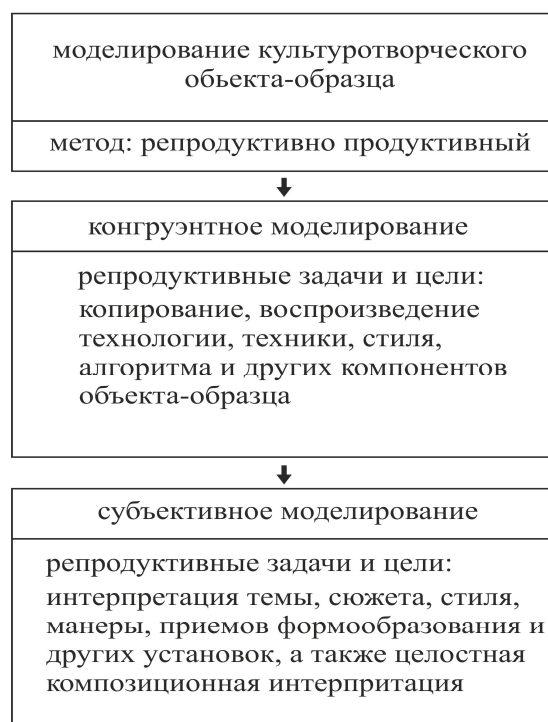 моделирование культуротворческого
обьекта-образца
метод: репродуктивно продуктивный
конгруэнтное моделирование
репродуктивные задачи и цели:
копирование, воспроизведение
технологии, техники, стиля,
алгоритма и других компонентов
объекта-образца
субъективное моделирование
репродуктивные задачи и цели:
интерпретация темы, сюжета, стиля,
манеры, приемов формообразования и
других установок, а также целостная
композиционная интерпритация